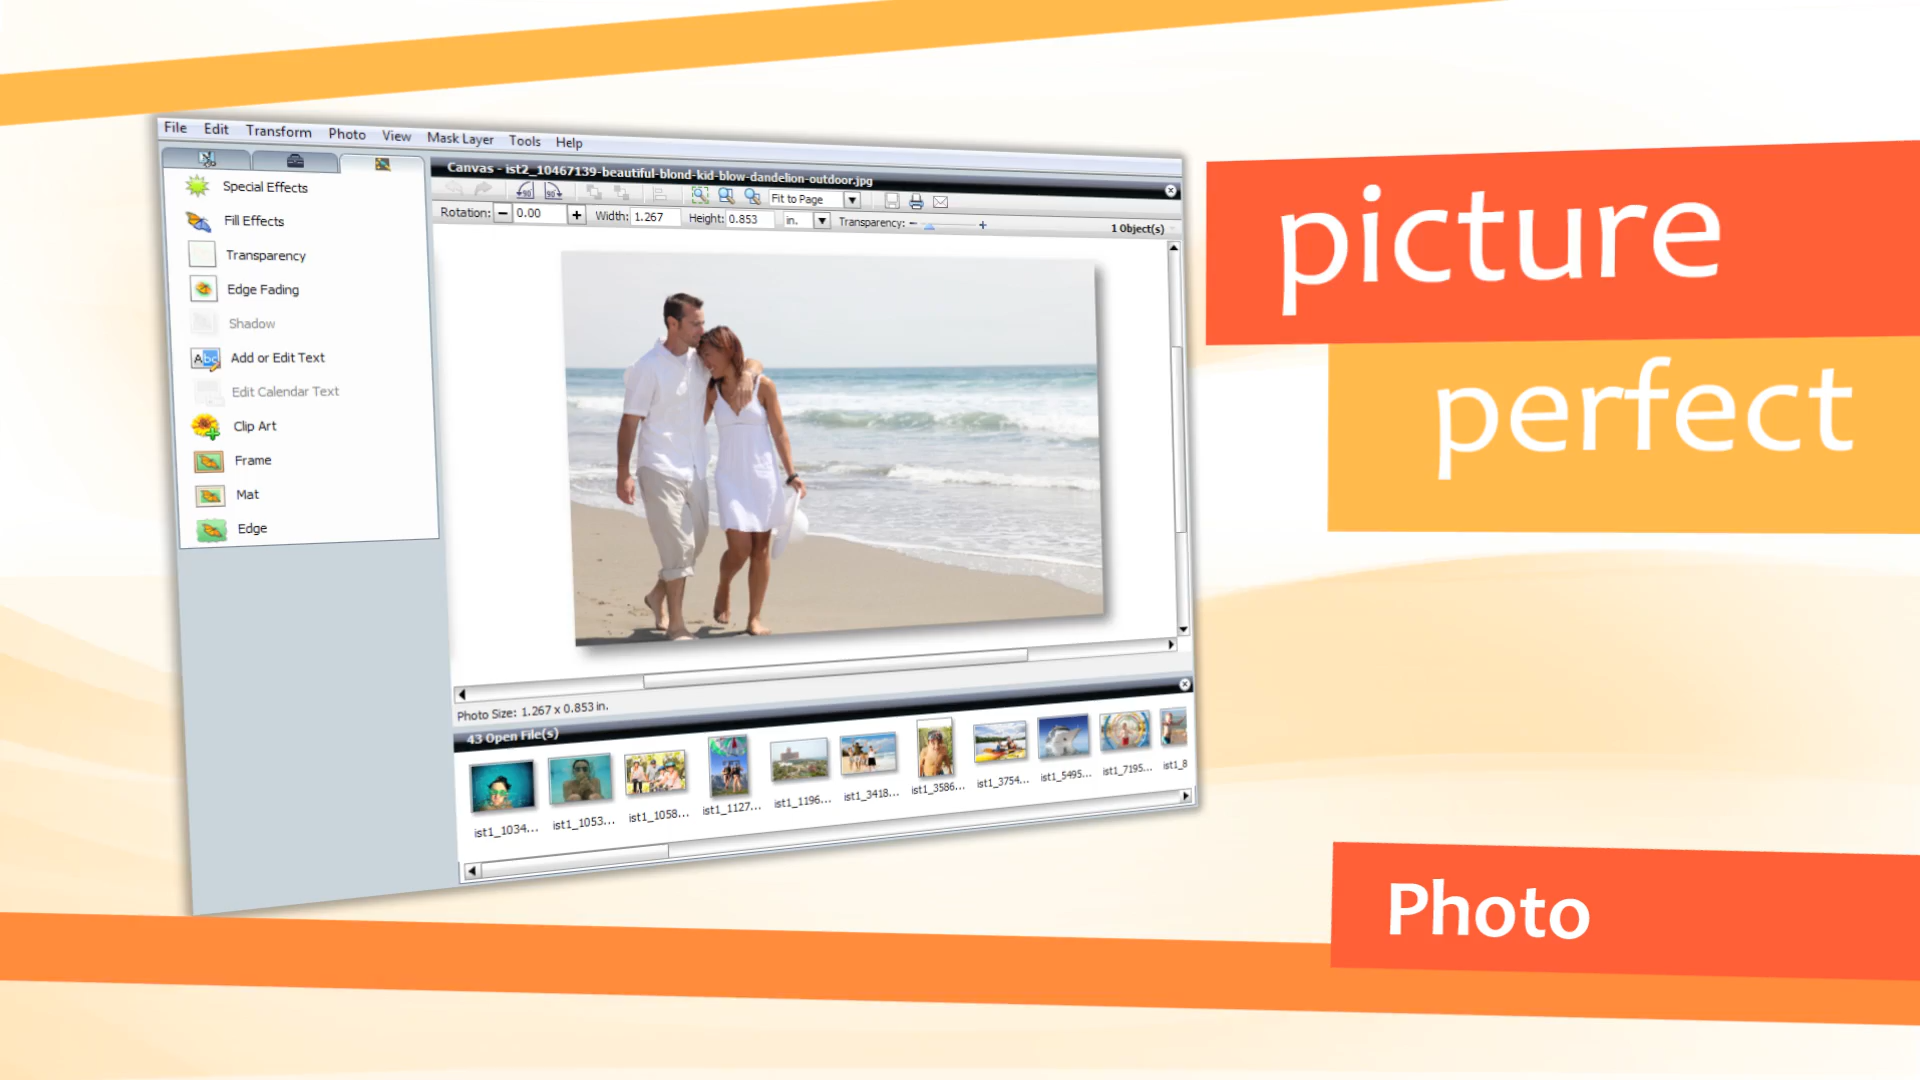 File Edit Transform Photo View Mask Layer Tools Help
Canvas - ist2_10467139-beautiful-blond-kid-blow-dandelion-outdoor.jpg
90 90 Fit to Page
Rotation: 0.00 Width: 1.267 Height: 0.853 in. Transparency: 1 Object(s)
Special Effects
Fill Effects
Transparency
Edge Fading
Shadow
Abc Add or Edit Text
Edit Calendar Text
Clip Art
Frame
Mat
Edge
Photo Size: 1.267 x 0.853 in.
43 Open File(s)
ist1_1034... ist1_1053... ist1_1058... ist1_1127... ist1_1196... ist1_3418... ist1_3586... ist1_3754... ist1_5495... ist1_7195... ist1_8
picture
perfect
Photo